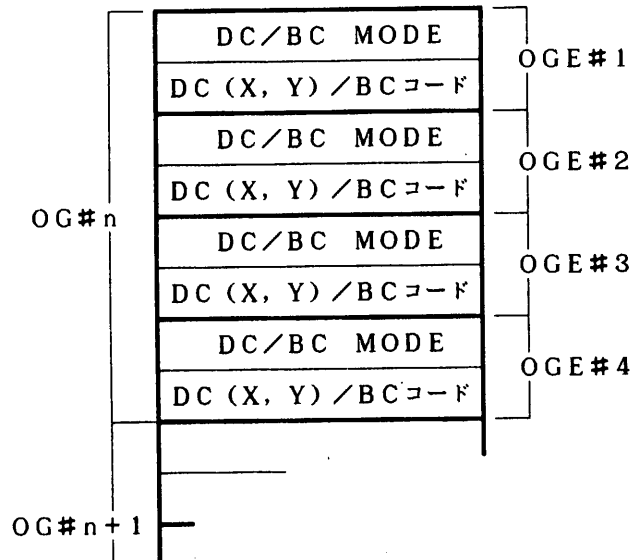 DC/BC MODE
OGE#1
DC(X, Y)/BCコード
DC/BC MODE
OGE#2
DC(X, Y)/BCコード
OG#n
DC/BC MODE
OGE#3
DC(X, Y)/BCコード
DC/BC MODE
OGE#4
DC(X, Y)/BCコード
OG#n+1